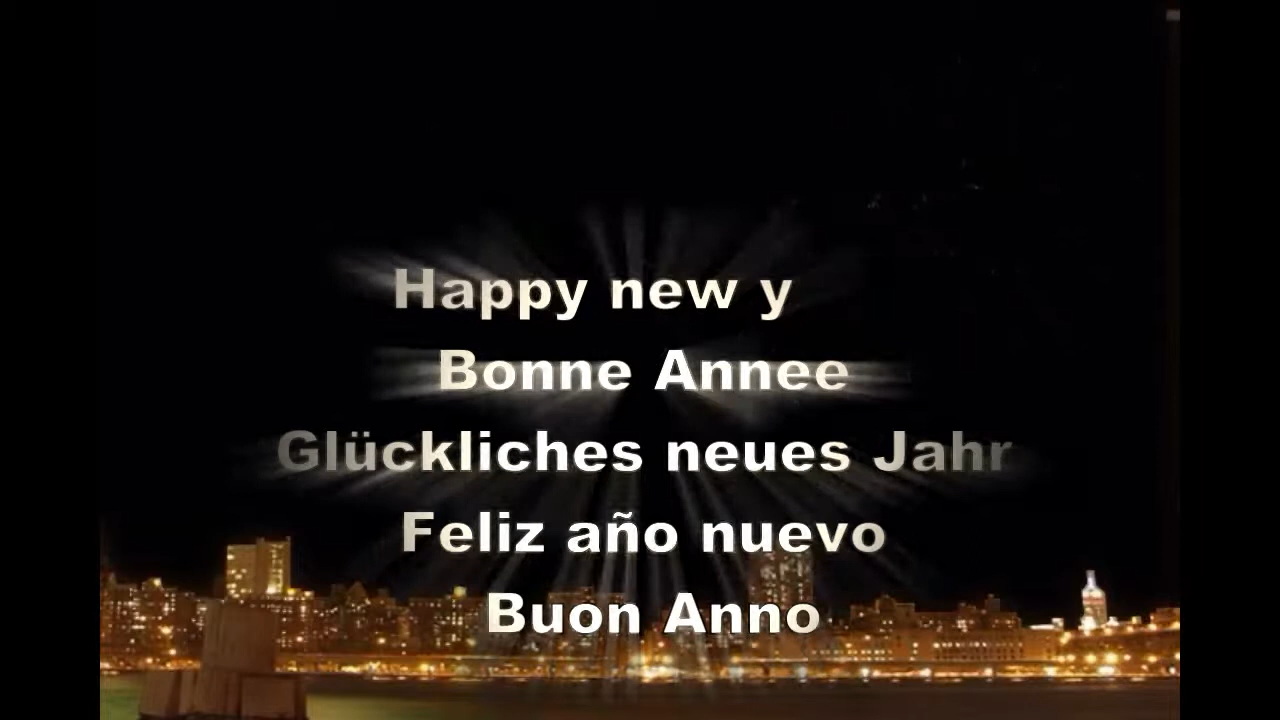 Happy new y
Bonne Annee
Glückliches neues Jahr
Feliz año nuevo
Buon Anno